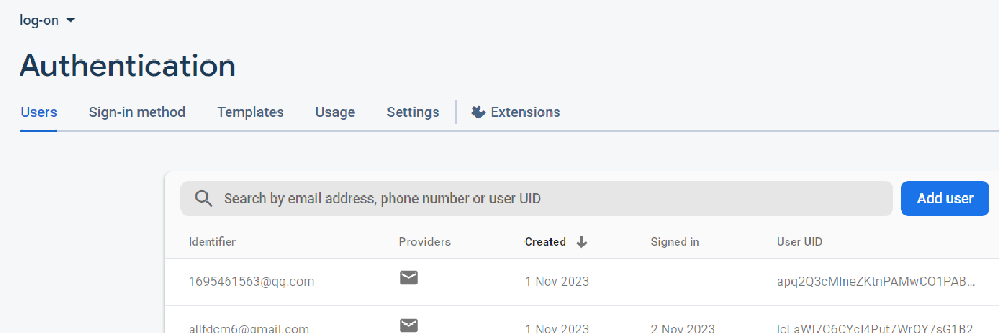 log-on
Authentication
Users Sign-in method Templates Usage Settings Extensions
Search by email address, phone number or user UID Add user
Identifier Providers Created Signed in User UID
1695461563@qq.com 1 Nov 2023 apq2Q3cMIneZKtnPAMwCO1PAB...
allfdcm6@gmail.com 1 Nov 2023 2 Nov 2023 lcLaWI7C6CYcI4Put7WrOY7sG1B2